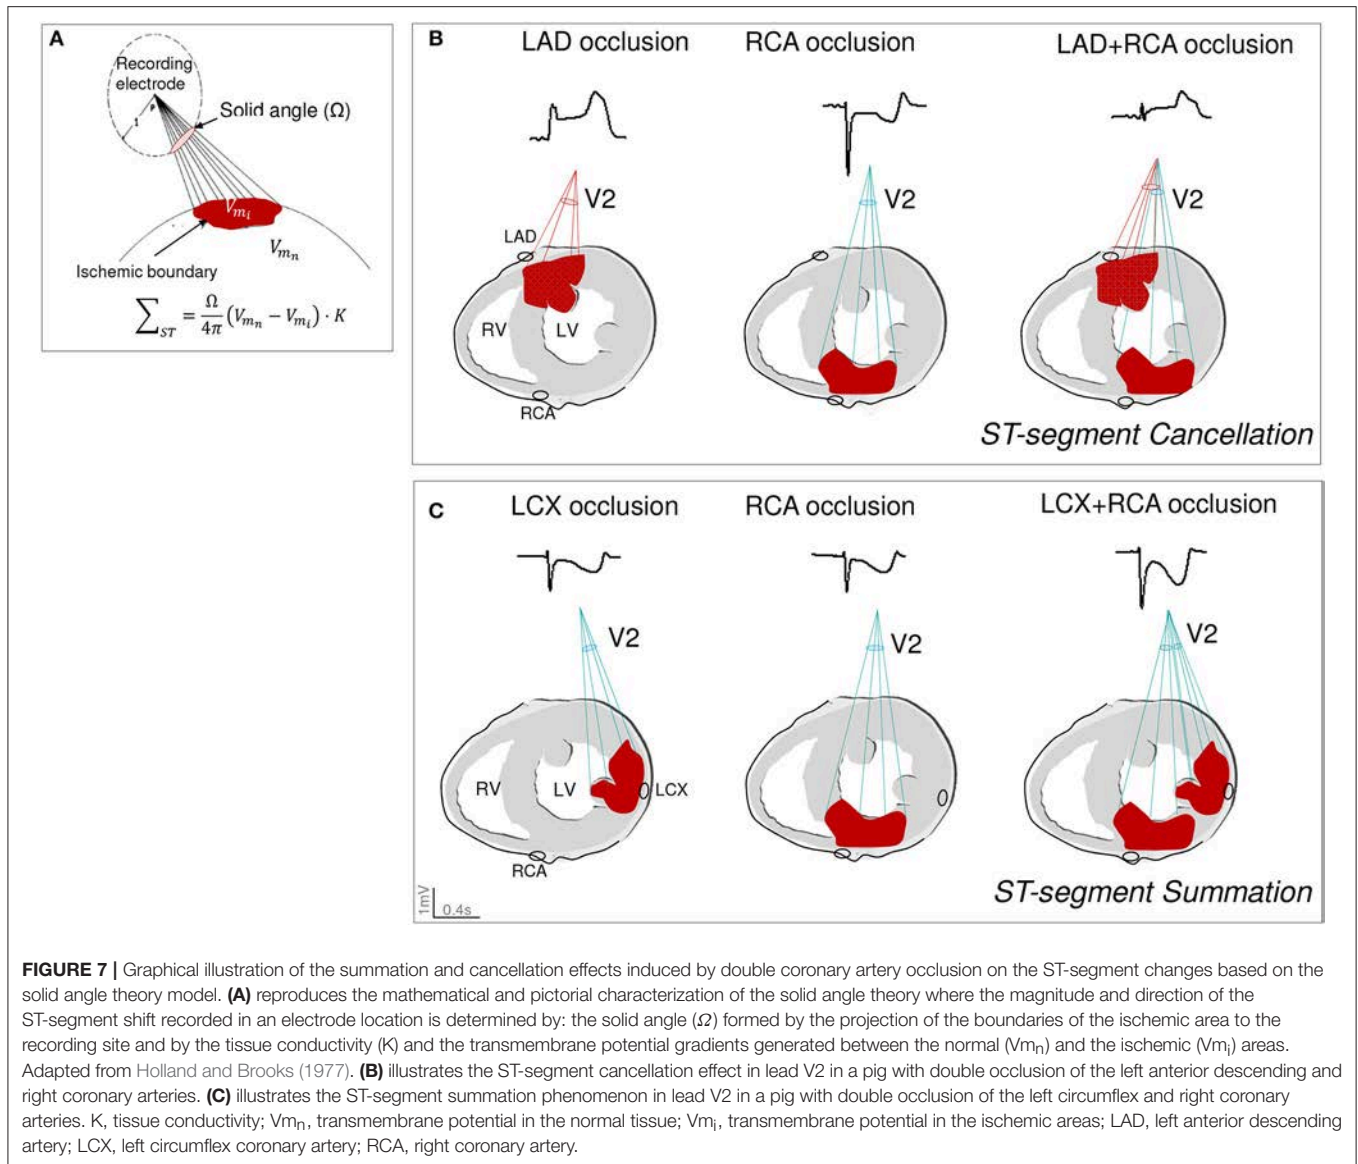 A
Recording
electrode
P
Solid angle (Ω)
V_{m_i}
V_{m_n}
Ischemic boundary
∑_{ST} = Ω/4π (V_{m_n} − V_{m_i}) · K
B
LAD occlusion
RCA occlusion
LAD+RCA occlusion
V2
V2
V2
LAD
RV
LV
RCA
ST-segment Cancellation
C
LCX occlusion
RCA occlusion
LCX+RCA occlusion
V2
V2
V2
RV
LV
LCX
RCA
1mV
0.4s
ST-segment Summation
FIGURE 7 | Graphical illustration of the summation and cancellation effects induced by double coronary artery occlusion on the ST-segment changes based on the
solid angle theory model. (A) reproduces the mathematical and pictorial characterization of the solid angle theory where the magnitude and direction of the
ST-segment shift recorded in an electrode location is determined by: the solid angle (Ω) formed by the projection of the boundaries of the ischemic area to the
recording site and by the tissue conductivity (K) and the transmembrane potential gradients generated between the normal (Vm_n) and the ischemic (Vm_i) areas.
Adapted from Holland and Brooks (1977). (B) illustrates the ST-segment cancellation effect in lead V2 in a pig with double occlusion of the left anterior descending and
right coronary arteries. (C) illustrates the ST-segment summation phenomenon in lead V2 in a pig with double occlusion of the left circumflex and right coronary
arteries. K, tissue conductivity; Vm_n, transmembrane potential in the normal tissue; Vm_i, transmembrane potential in the ischemic areas; LAD, left anterior descending
artery; LCX, left circumflex coronary artery; RCA, right coronary artery.